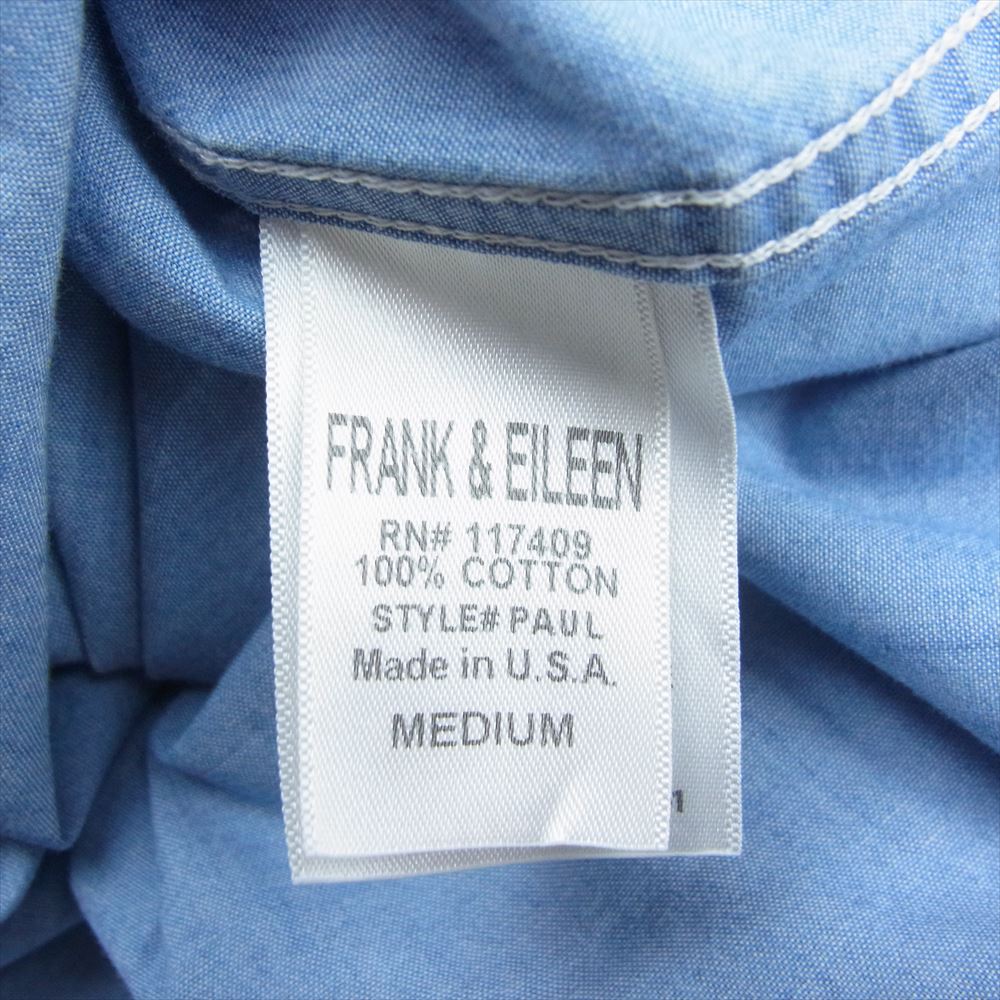 FRANK & EILEEN
RN# 117409
100% COTTON
STYLE# PAUL
Made in U.S.A.
MEDIUM